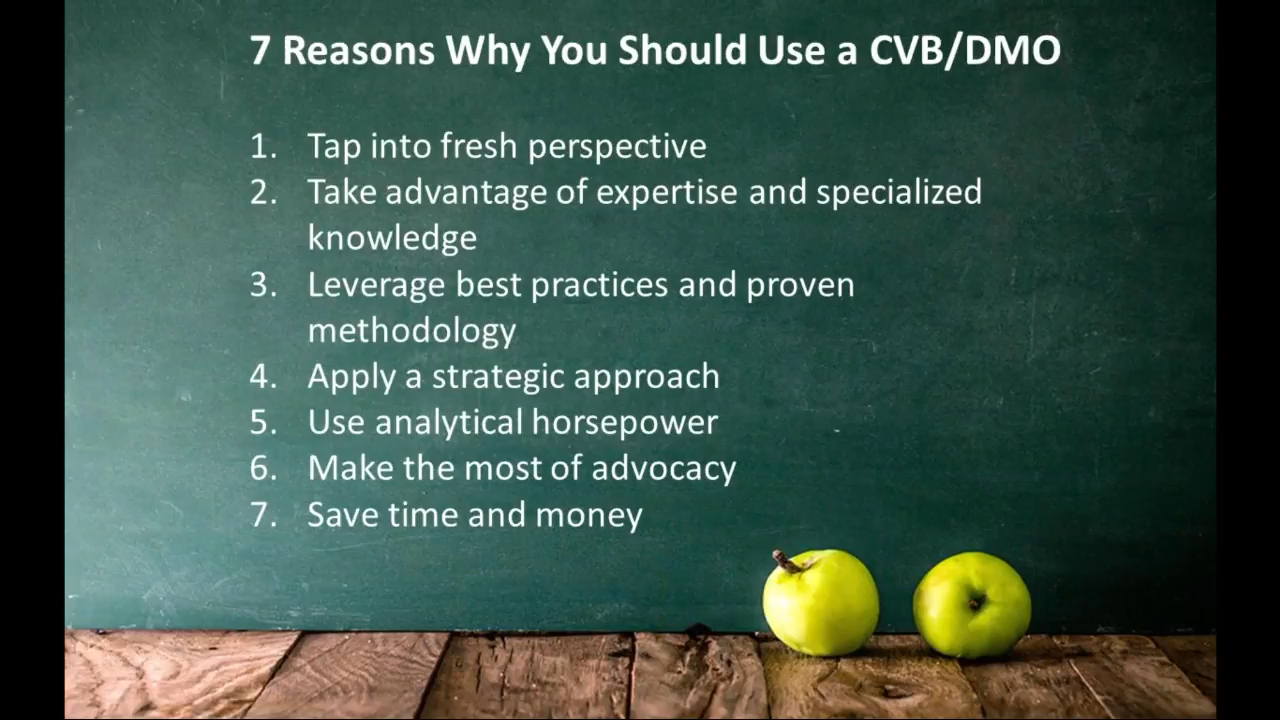 7 Reasons Why You Should Use a CVB/DMO
1. Tap into fresh perspective
2. Take advantage of expertise and specialized
knowledge
3. Leverage best practices and proven
methodology
4. Apply a strategic approach
5. Use analytical horsepower
6. Make the most of advocacy
7. Save time and money